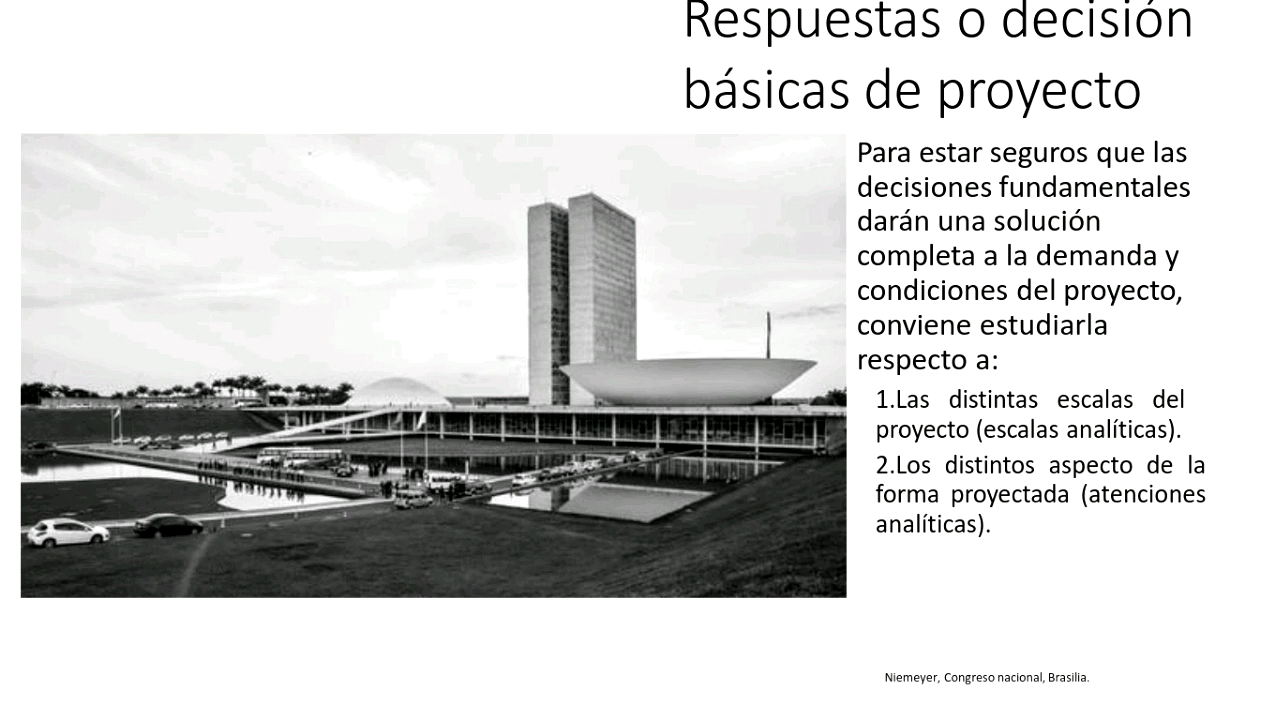 Respuestas o decisión
básicas de proyecto
Para estar seguros que las
decisiones fundamentales
darán una solución
completa a la demanda y
condiciones del proyecto,
conviene estudiarla
respecto a:
1.Las distintas escalas del
proyecto (escalas analíticas).
2.Los distintos aspecto de la
forma proyectada (atenciones
analíticas).
Niemeyer, Congreso nacional, Brasilia.